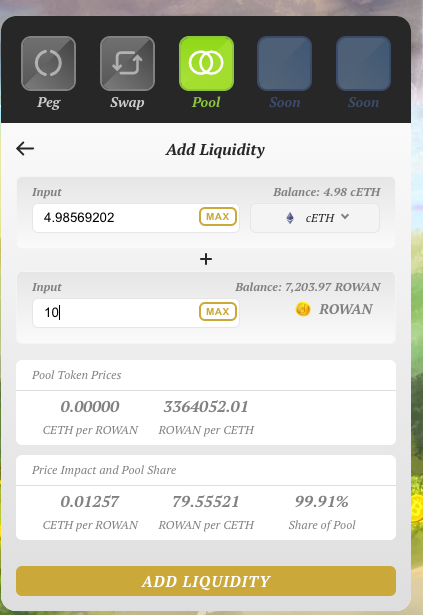 Peg Swap Pool Soon Soon
Add Liquidity
Input Balance: 4.98 cETH
4.98569202 MAX cETH
+
Input Balance: 7,203.97 ROWAN
10 MAX ROWAN
Pool Token Prices
0.00000 3364052.01
CETH per ROWAN ROWAN per CETH
Price Impact and Pool Share
0.01257 79.55521 99.91%
CETH per ROWAN ROWAN per CETH Share of Pool
ADD LIQUIDITY